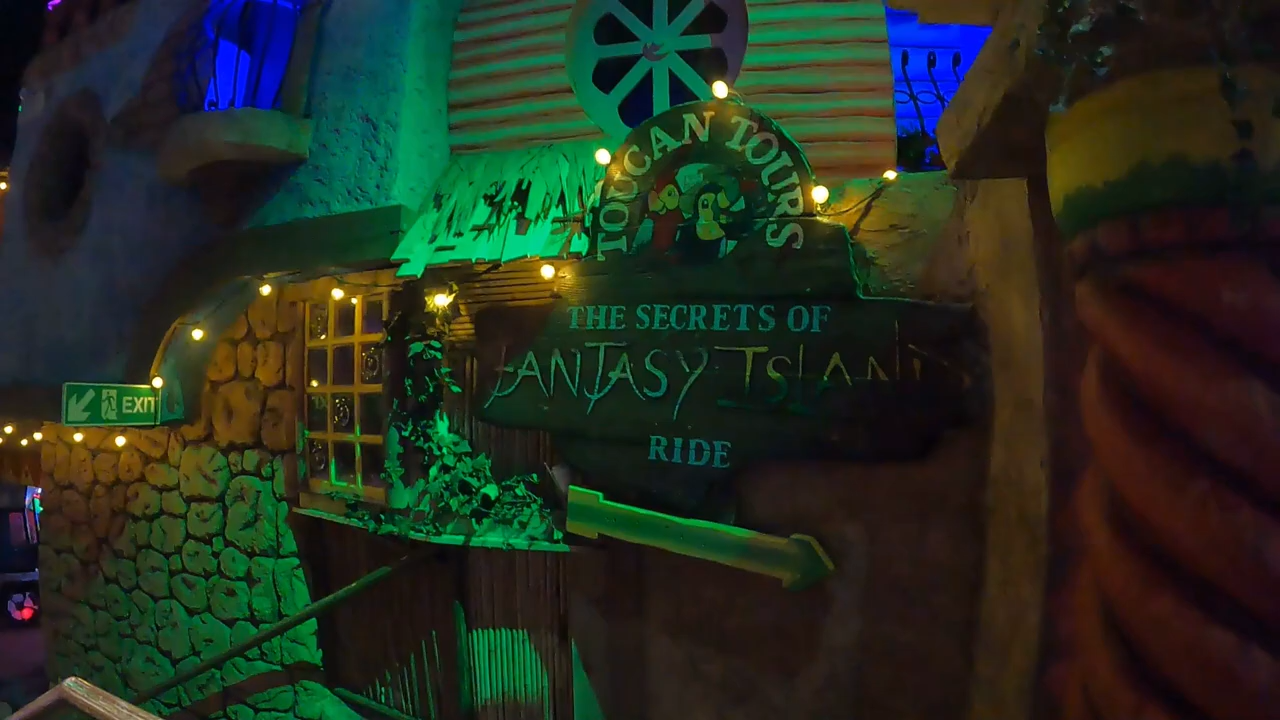 TOUCAN TOURS
THE SECRETS OF
FANTASY ISLAND
RIDE
EXIT